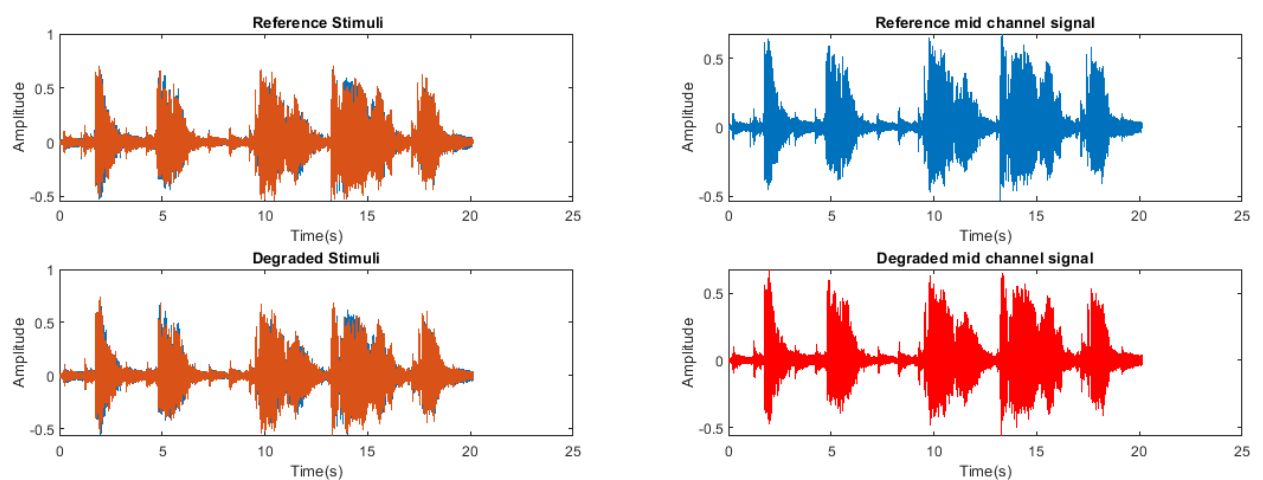 Reference Stimuli
1
0.5
0
-0.5
Amplitude
0 5 10 15 20 25
Time(s)
Reference mid channel signal
0.5
0
-0.5
Amplitude
0 5 10 15 20 25
Time(s)
Degraded Stimuli
1
0.5
0
-0.5
Amplitude
0 5 10 15 20 25
Time(s)
Degraded mid channel signal
0.5
0
-0.5
Amplitude
0 5 10 15 20 25
Time(s)